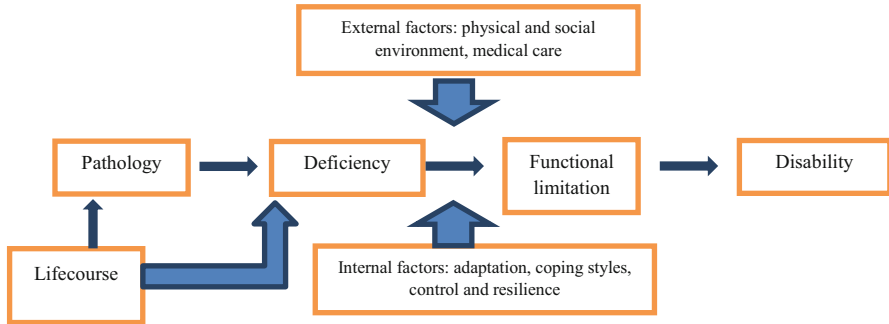 External factors: physical and social
environment, medical care
Pathology
Deficiency
Functional
limitation
Disability
Lifecourse
Internal factors: adaptation, coping styles,
control and resilience